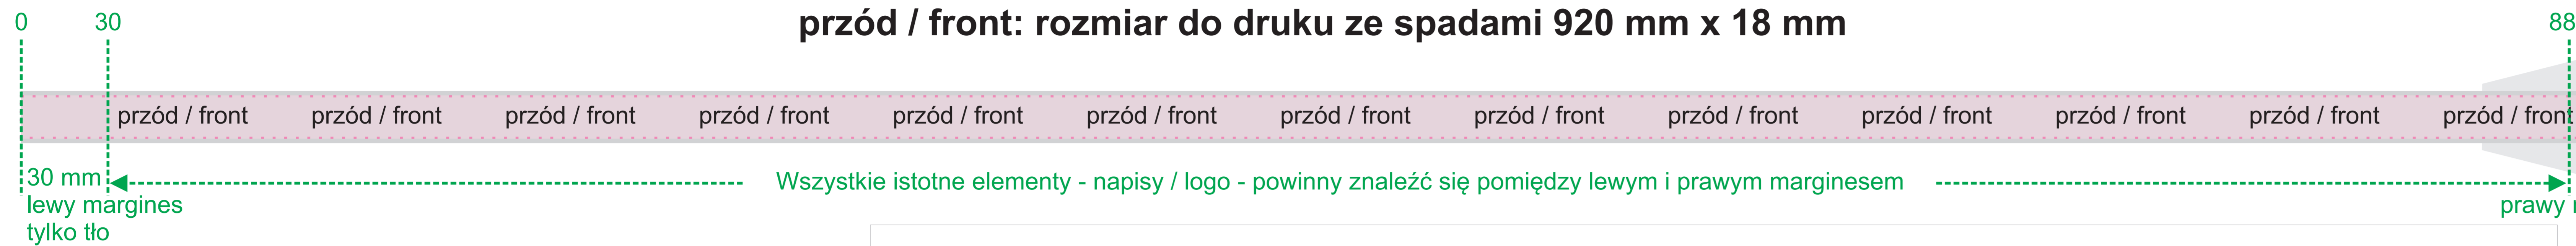 przód / front: rozmiar do druku ze spadami 920 mm x 18 mm
0 30 88
przód / front przód / front przód / front przód / front przód / front przód / front przód / front przód / front przód / front przód / front przód / front przód / front przód / front
30 mm
Wszystkie istotne elementy - napisy / logo - powinny znaleźć się pomiędzy lewym i prawym marginesem
lewy margines
prawy
tylko tło